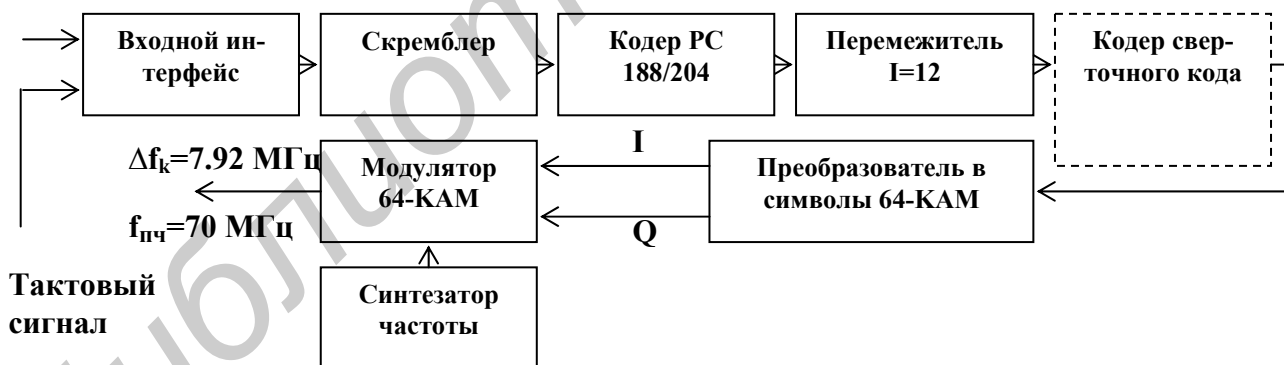 Входной ин-
терфейс
Скремблер
Кодер РС
188/204
Перемежитель
I=12
Кодер свер-
точного кода
∆fk=7.92 МГц
fпч=70 МГц
Модулятор
64-КАМ
I
Q
Преобразователь в
символы 64-КАМ
Тактовый
сигнал
Синтезатор
частоты